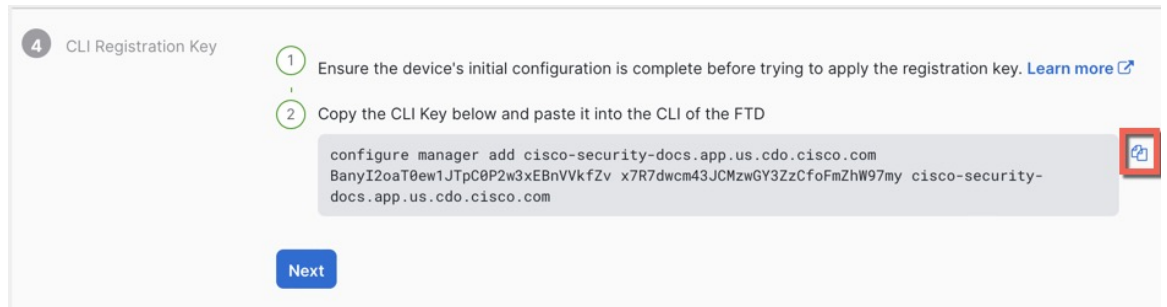 4 CLI Registration Key
1 Ensure the device's initial configuration is complete before trying to apply the registration key. Learn more
2 Copy the CLI Key below and paste it into the CLI of the FTD
configure manager add cisco-security-docs.app.us.cdo.cisco.com
BanyI2oaT0ew1JTpC0P2w3xEBnVVkfZv x7R7dwcm43JCMzwGY3ZzCfoFmZhW97my cisco-security-
docs.app.us.cdo.cisco.com
Next